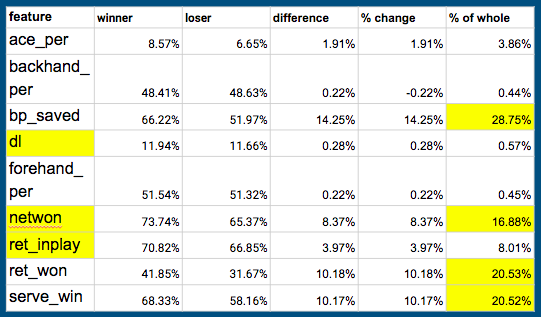 feature winner loser difference % change % of whole
ace_per 8.57% 6.65% 1.91% 1.91% 3.86%
backhand_
per 48.41% 48.63% 0.22% -0.22% 0.44%
bp_saved 66.22% 51.97% 14.25% 14.25% 28.75%
dl 11.94% 11.66% 0.28% 0.28% 0.57%
forehand_
per 51.54% 51.32% 0.22% 0.22% 0.45%
netwon 73.74% 65.37% 8.37% 8.37% 16.88%
ret_inplay 70.82% 66.85% 3.97% 3.97% 8.01%
ret_won 41.85% 31.67% 10.18% 10.18% 20.53%
serve_win 68.33% 58.16% 10.17% 10.17% 20.52%